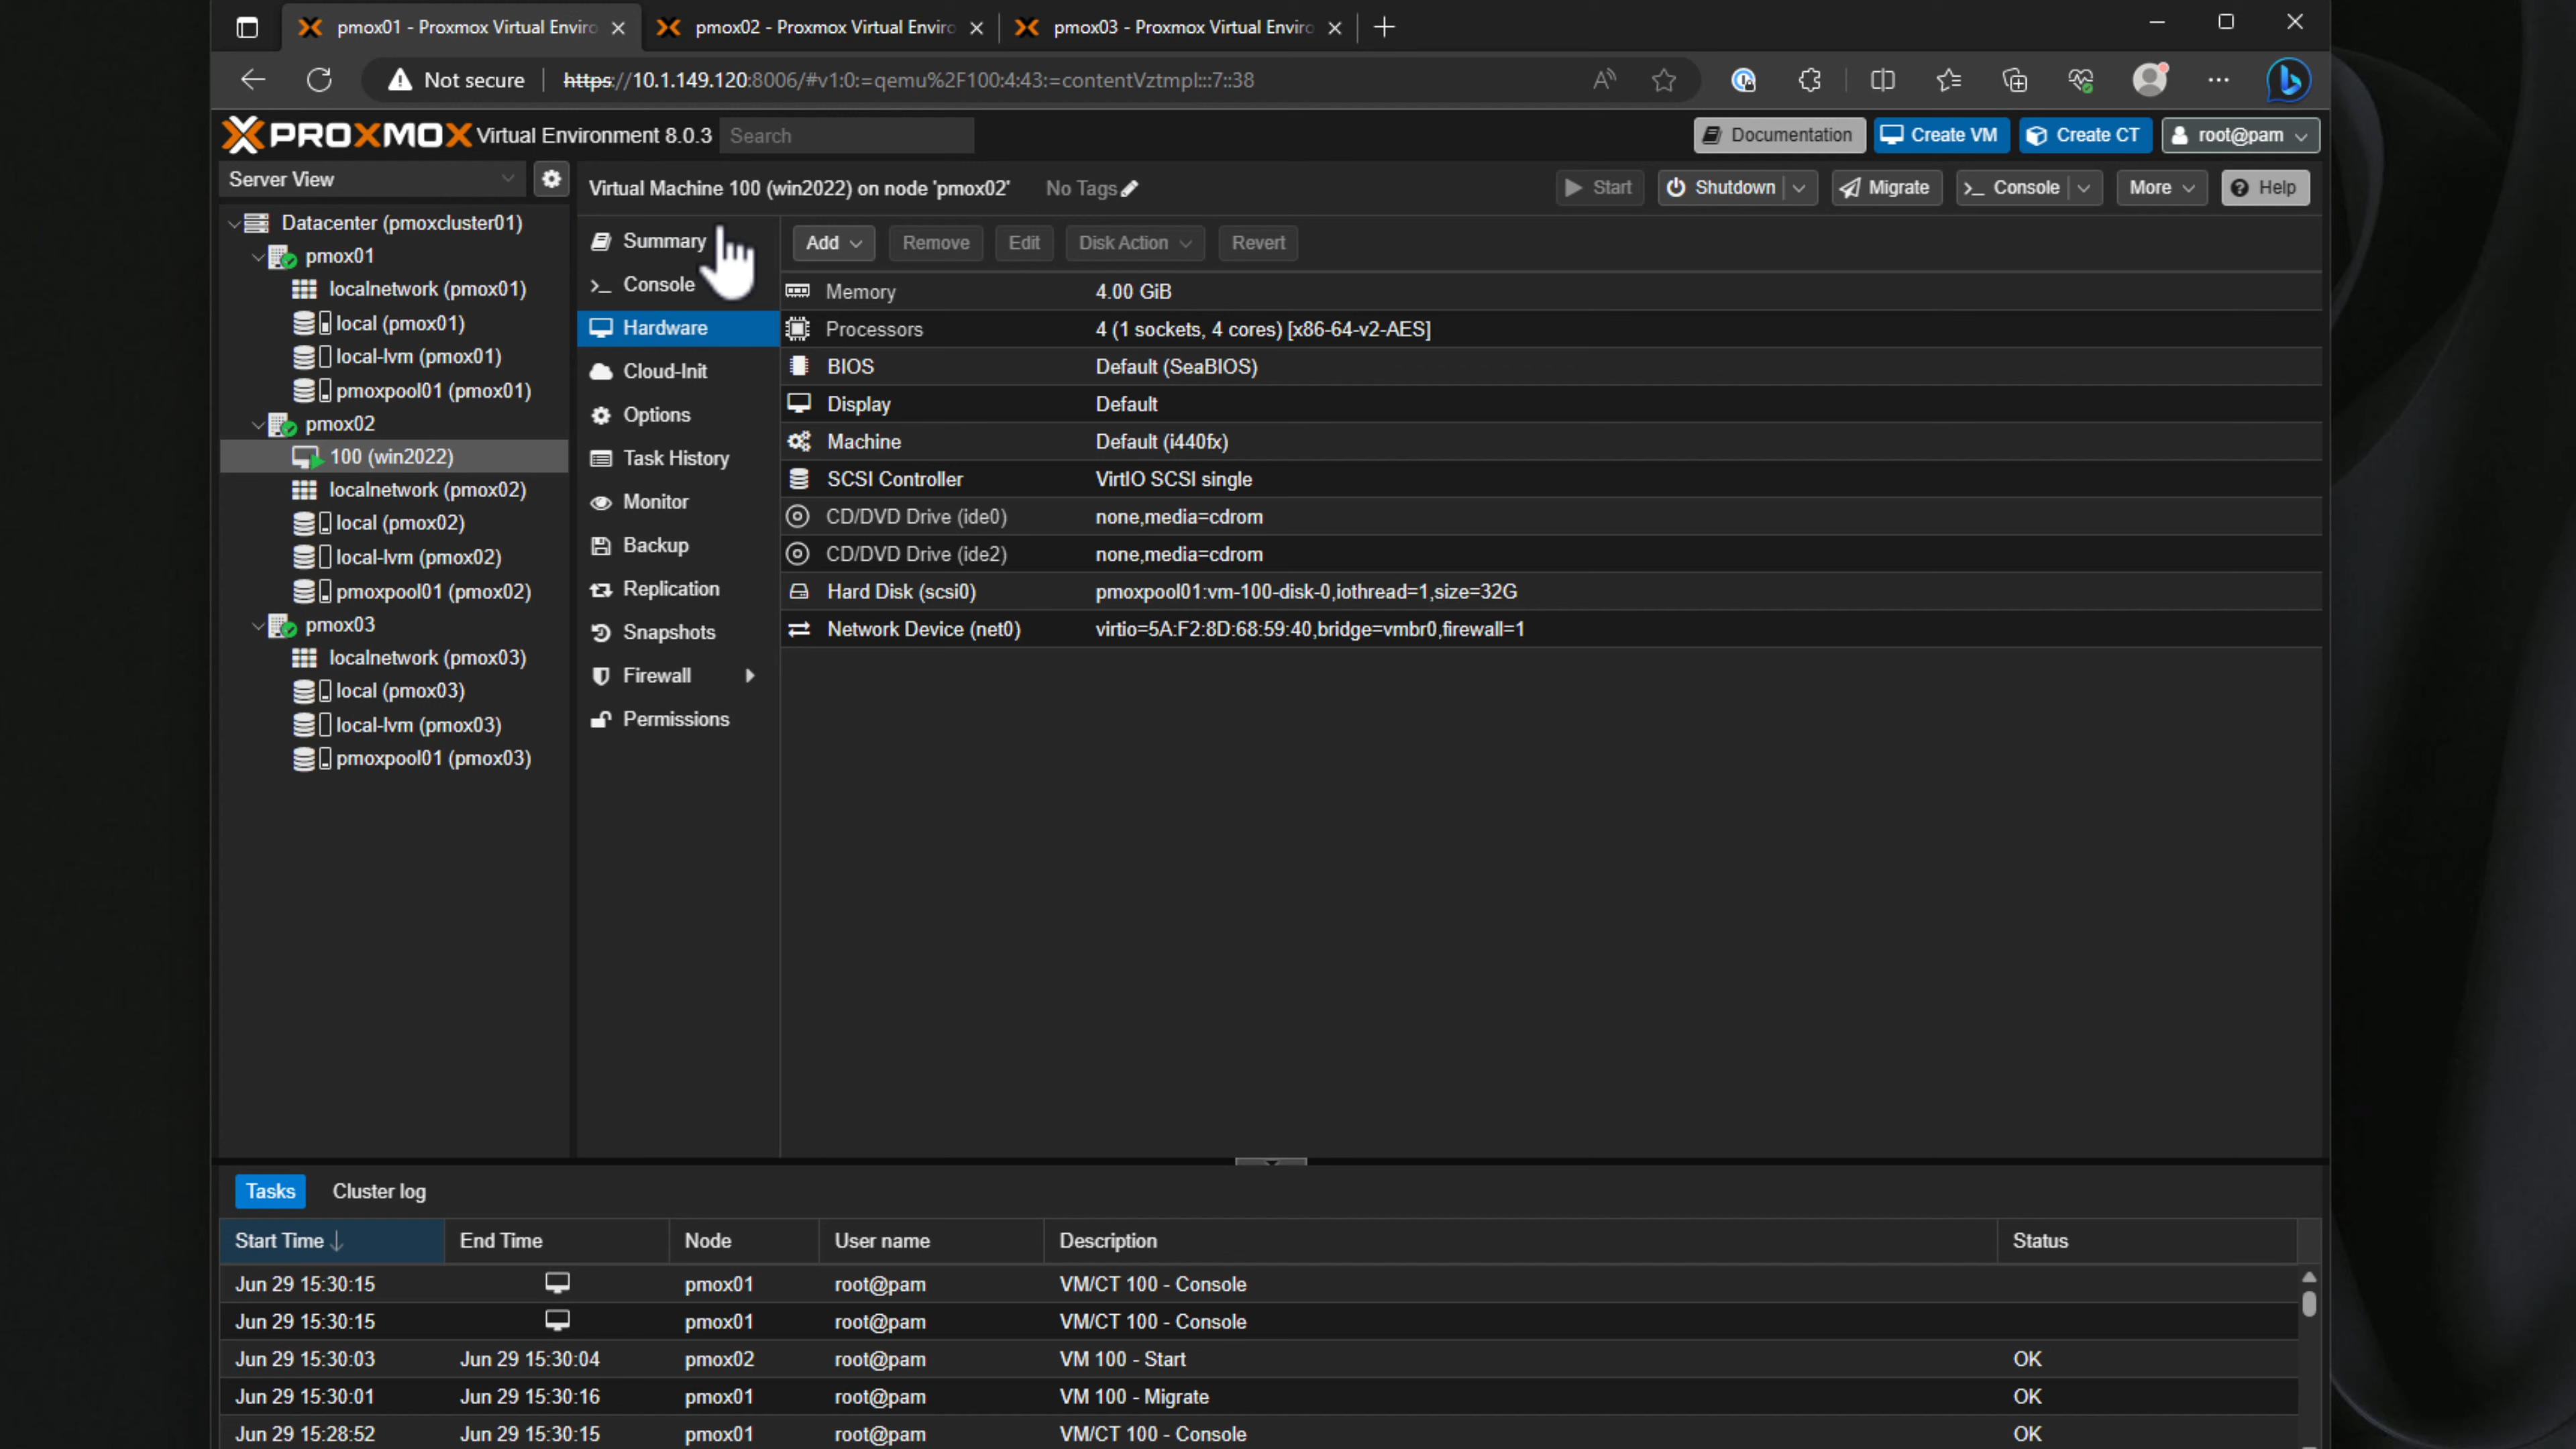 pmox01 - Proxmox Virtual Enviro
pmox02 - Proxmox Virtual Enviro
pmox03 - Proxmox Virtual Enviro
Not secure
https://10.1.149.120:8006/#v1:0:=qemu%2F100:4:43:=contentVztmpl:::7::38
PROXMOX Virtual Environment 8.0.3
Search
Documentation
Create VM
Create CT
root@pam
Server View
Virtual Machine 100 (win2022) on node 'pmox02'
No Tags
Start
Shutdown
Migrate
Console
More
Help
Datacenter (pmoxcluster01)
pmox01
localnetwork (pmox01)
local (pmox01)
local-lvm (pmox01)
pmoxpool01 (pmox01)
pmox02
100 (win2022)
localnetwork (pmox02)
local (pmox02)
local-lvm (pmox02)
pmoxpool01 (pmox02)
pmox03
localnetwork (pmox03)
local (pmox03)
local-lvm (pmox03)
pmoxpool01 (pmox03)
Summary
Console
Hardware
Cloud-Init
Options
Task History
Monitor
Backup
Replication
Snapshots
Firewall
Permissions
Add
Remove
Edit
Disk Action
Revert
Memory 4.00 GiB
Processors 4 (1 sockets, 4 cores) [x86-64-v2-AES]
BIOS Default (SeaBIOS)
Display Default
Machine Default (i440fx)
SCSI Controller VirtIO SCSI single
CD/DVD Drive (ide0) none,media=cdrom
CD/DVD Drive (ide2) none,media=cdrom
Hard Disk (scsi0) pmoxpool01:vm-100-disk-0,iothread=1,size=32G
Network Device (net0) virtio=5A:F2:8D:68:59:40,bridge=vmbr0,firewall=1
Tasks
Cluster log
Start Time End Time Node User name Description Status
Jun 29 15:30:15 pmox01 root@pam VM/CT 100 - Console
Jun 29 15:30:15 pmox01 root@pam VM/CT 100 - Console
Jun 29 15:30:03 Jun 29 15:30:04 pmox02 root@pam VM 100 - Start OK
Jun 29 15:30:01 Jun 29 15:30:16 pmox01 root@pam VM 100 - Migrate OK
Jun 29 15:28:52 Jun 29 15:30:15 pmox01 root@pam VM/CT 100 - Console OK